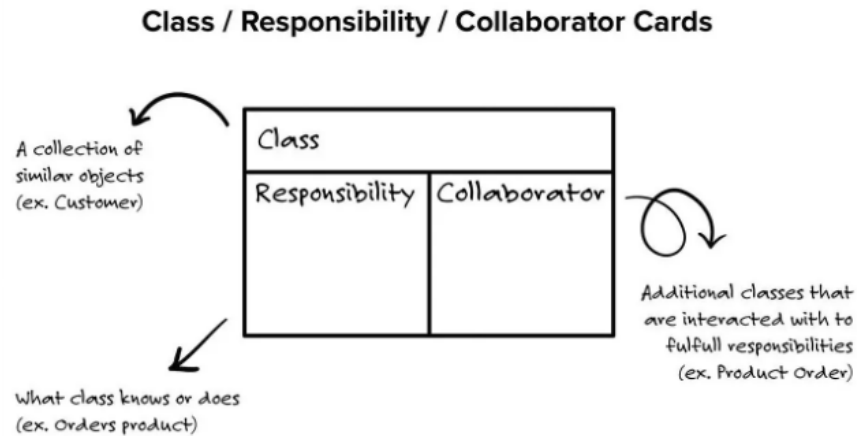 Class / Responsibility / Collaborator Cards
A collection of
similar objects
(ex. Customer)
Class
Responsibility
Collaborator
Additional classes that
are interacted with to
fulfull responsibilities
(ex. Product Order)
What class knows or does
(ex. Orders product)